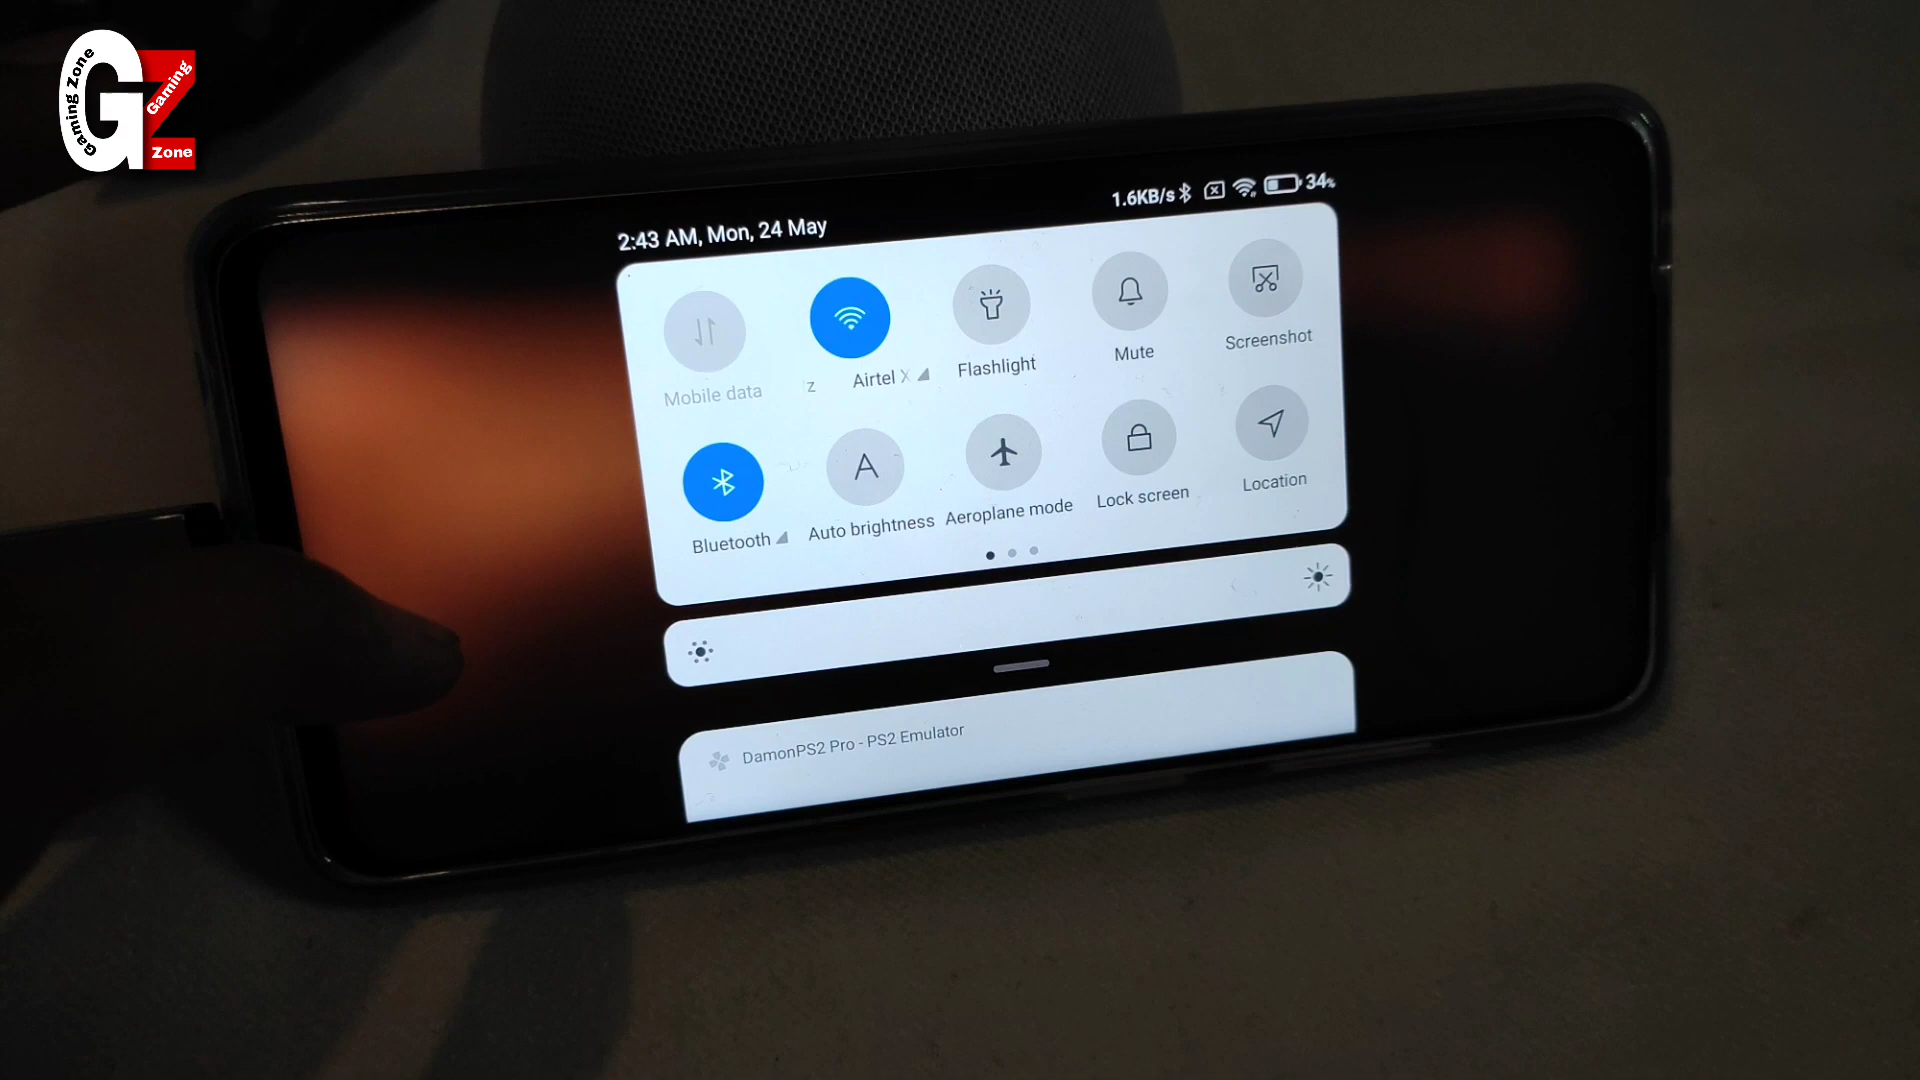 Gaming Zone
Gaming
Zone
GZ
2:43 AM, Mon, 24 May
1.6KB/s 34%
Mobile data
z Airtel X
Flashlight
Mute
Screenshot
Bluetooth
Auto brightness
Aeroplane mode
Lock screen
Location
DamonPS2 Pro - PS2 Emulator